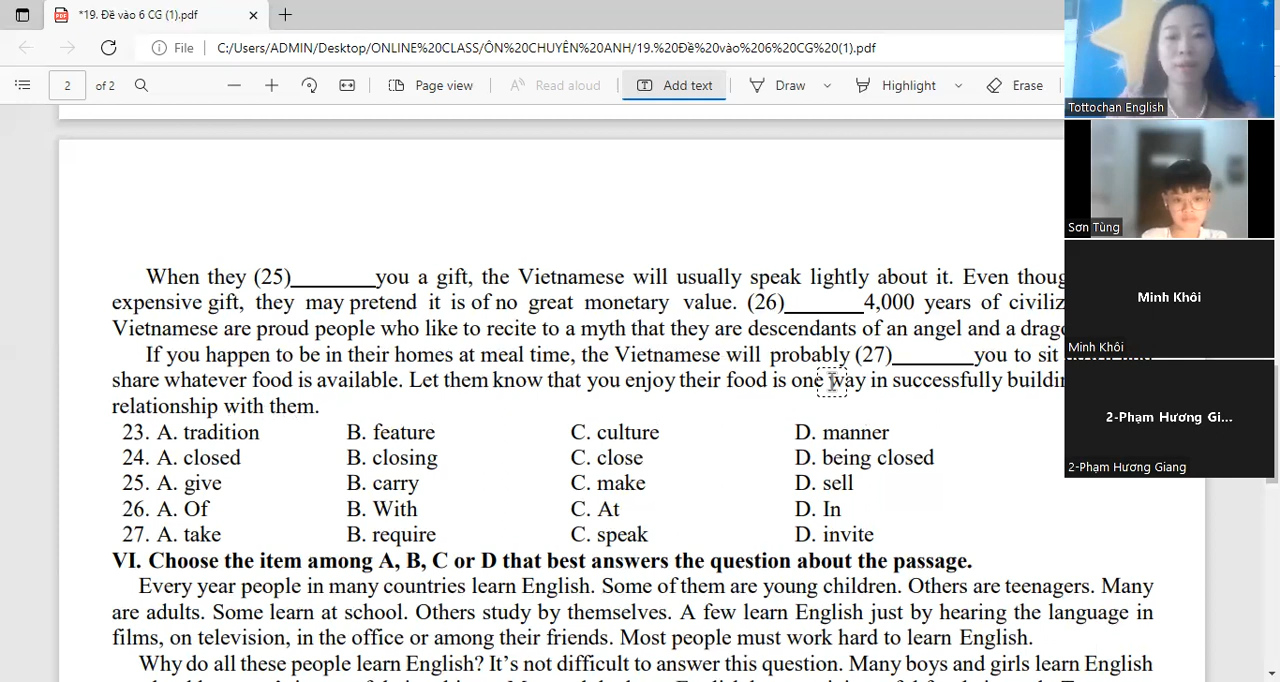 *19. Đề vào 6 CG (1).pdf
File C:/Users/ADMIN/Desktop/ONLINE%20CLASS/ÔN%20CHUYÊN%20ANH/19.%20Đề%20vào%206%20CG%20(1).pdf
2 of 2 Page view Read aloud Add text Draw Highlight Erase
Tottochan English
Sơn Tùng
Minh Khôi
Minh Khôi
2-Phạm Hương Gi...
2-Phạm Hương Giang
When they (25)________you a gift, the Vietnamese will usually speak lightly about it. Even thoug
expensive gift, they may pretend it is of no great monetary value. (26)________4,000 years of civiliz
Vietnamese are proud people who like to recite to a myth that they are descendants of an angel and a drago
If you happen to be in their homes at meal time, the Vietnamese will probably (27)________you to sit
share whatever food is available. Let them know that you enjoy their food is one way in successfully buildin
relationship with them.
23. A. tradition B. feature C. culture D. manner
24. A. closed B. closing C. close D. being closed
25. A. give B. carry C. make D. sell
26. A. Of B. With C. At D. In
27. A. take B. require C. speak D. invite
VI. Choose the item among A, B, C or D that best answers the question about the passage.
Every year people in many countries learn English. Some of them are young children. Others are teenagers. Many
are adults. Some learn at school. Others study by themselves. A few learn English just by hearing the language in
films, on television, in the office or among their friends. Most people must work hard to learn English.
Why do all these people learn English? It's not difficult to answer this question. Many boys and girls learn English